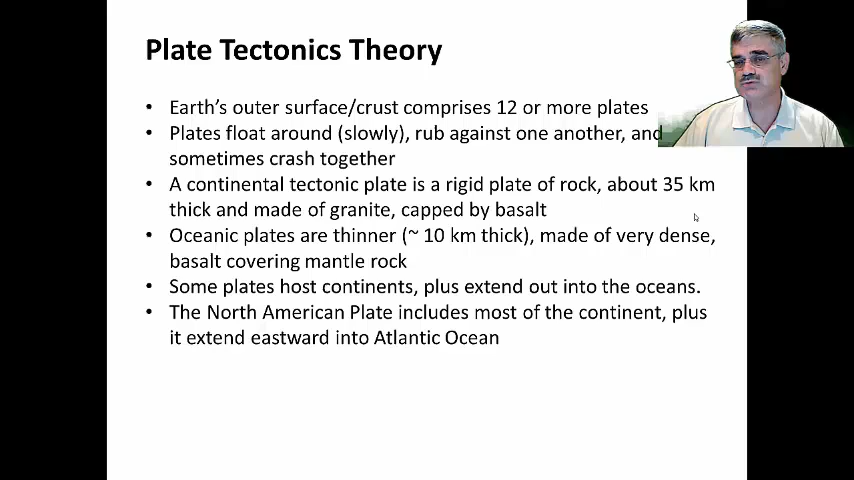 Plate Tectonics Theory
• Earth's outer surface/crust comprises 12 or more plates
• Plates float around (slowly), rub against one another, and
sometimes crash together
• A continental tectonic plate is a rigid plate of rock, about 35 km
thick and made of granite, capped by basalt
• Oceanic plates are thinner (~ 10 km thick), made of very dense,
basalt covering mantle rock
• Some plates host continents, plus extend out into the oceans.
• The North American Plate includes most of the continent, plus
it extend eastward into Atlantic Ocean